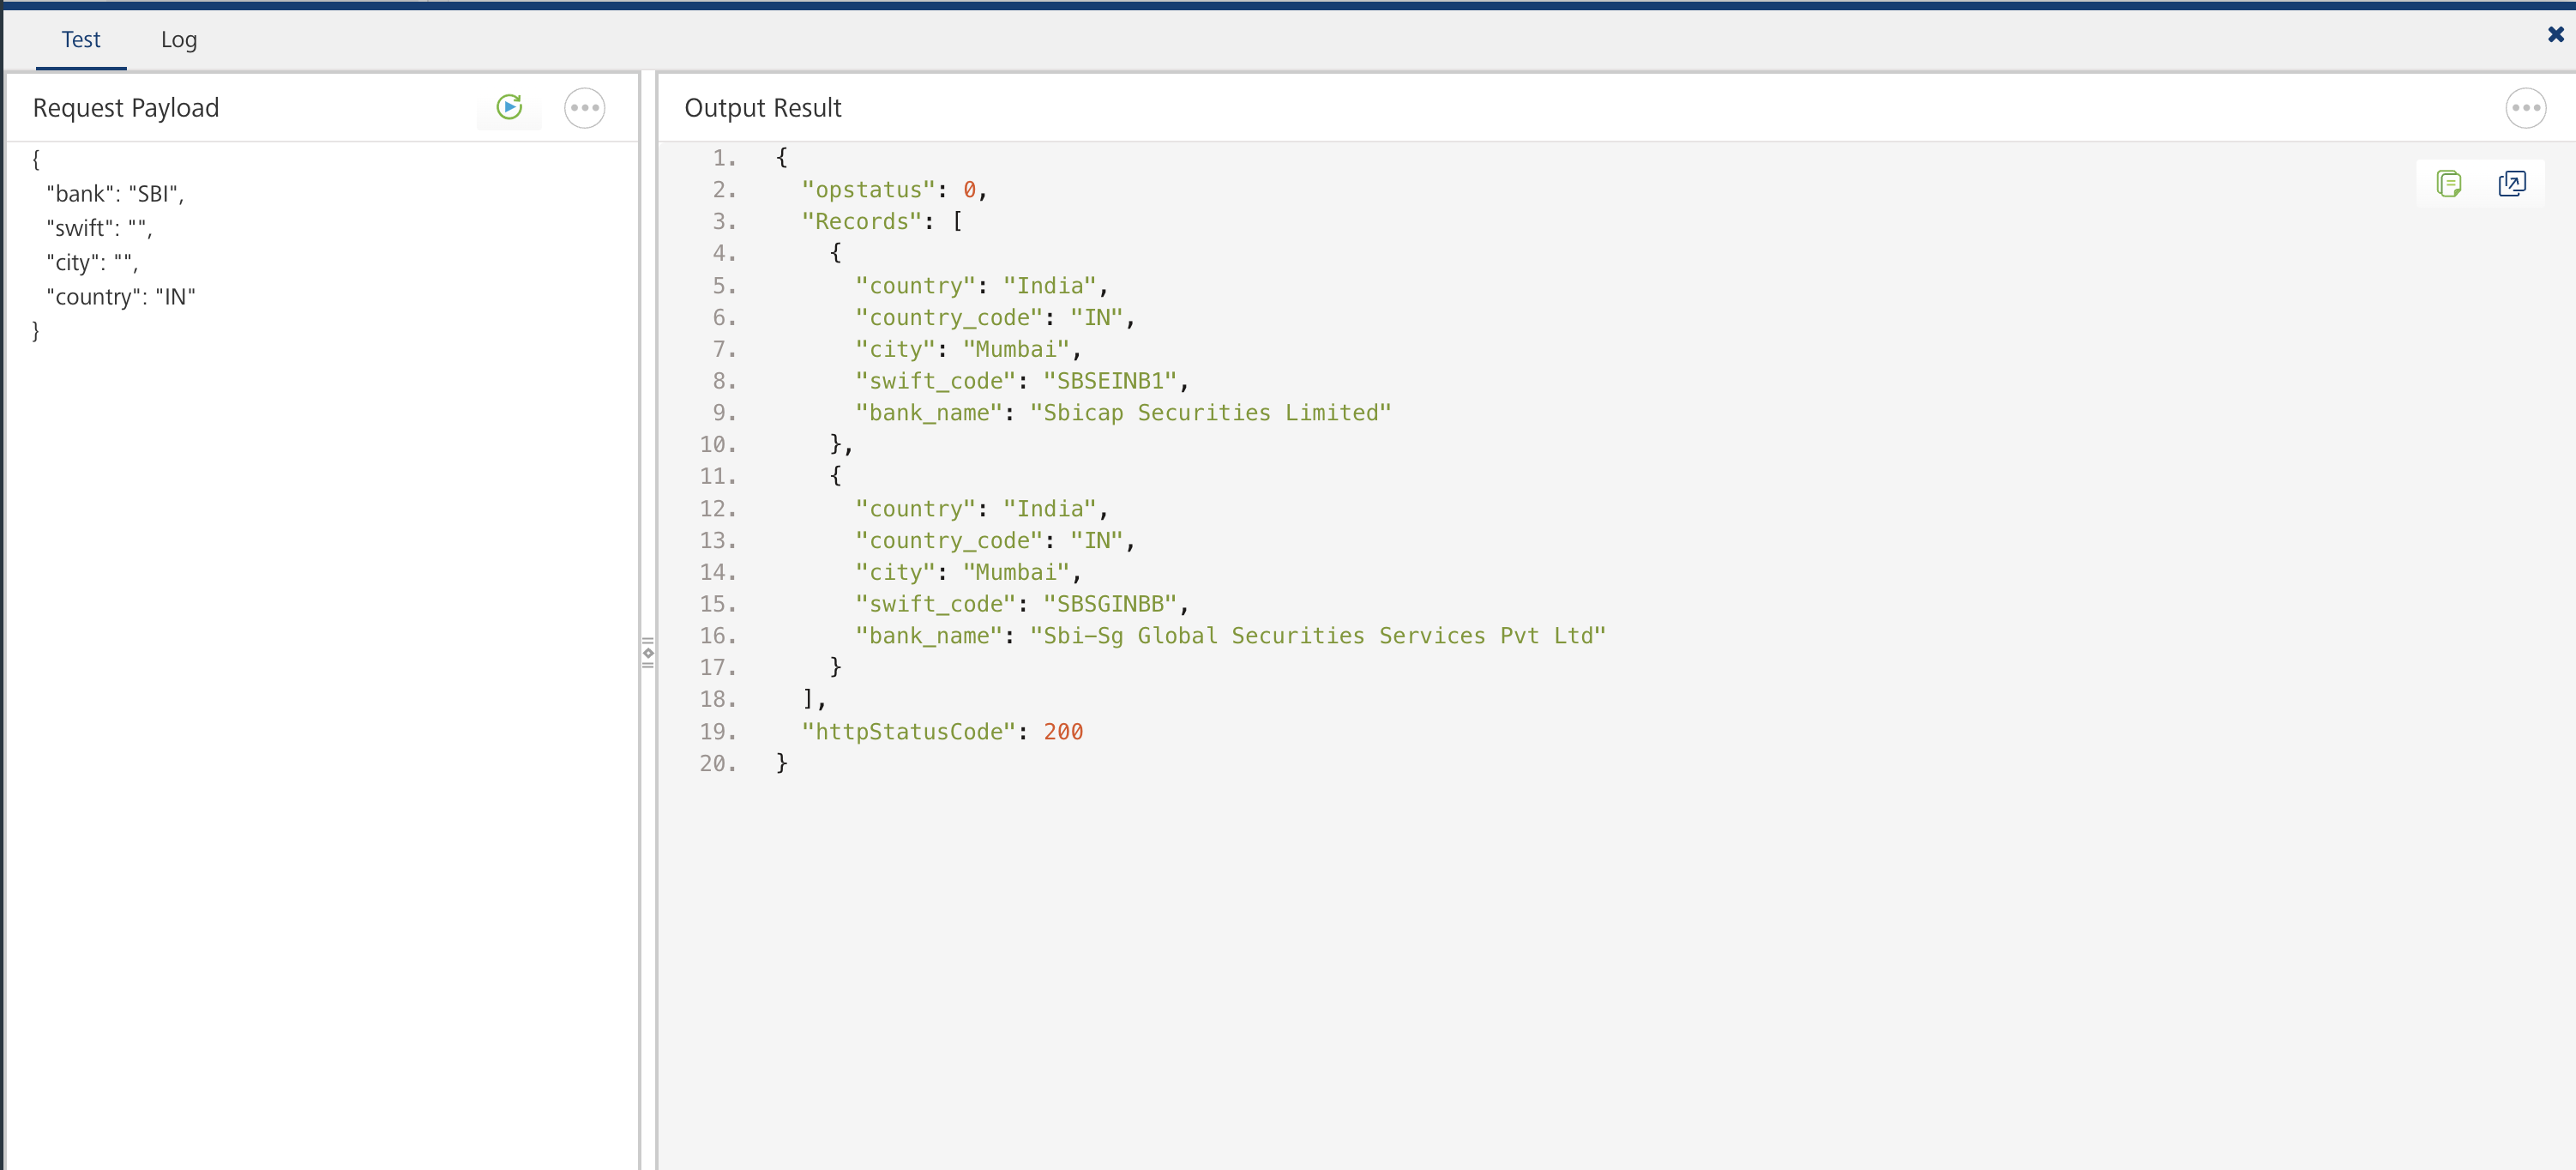 Test Log
Request Payload
{
"bank": "SBI",
"swift": "",
"city": "",
"country": "IN"
}
Output Result
1. {
2. "opstatus": 0,
3. "Records": [
4. {
5. "country": "India",
6. "country_code": "IN",
7. "city": "Mumbai",
8. "swift_code": "SBSEINB1",
9. "bank_name": "Sbicap Securities Limited"
10. },
11. {
12. "country": "India",
13. "country_code": "IN",
14. "city": "Mumbai",
15. "swift_code": "SBSGINBB",
16. "bank_name": "Sbi-Sg Global Securities Services Pvt Ltd"
17. }
18. ],
19. "httpStatusCode": 200
20. }